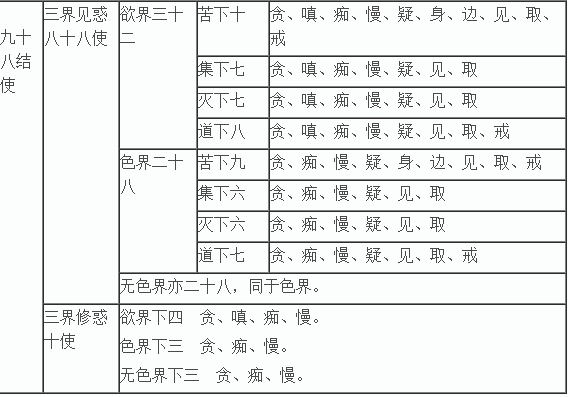 九十八结使
三界见惑八十八使
欲界三十二
苦下十
贪、嗔、痴、慢、疑、身、边、见、取、戒
集下七
贪、嗔、痴、慢、疑、见、取
灭下七
贪、嗔、痴、慢、疑、见、取
道下八
贪、嗔、痴、慢、疑、见、取、戒
色界二十八
苦下九
贪、痴、慢、疑、身、边、见、取、戒
集下六
贪、痴、慢、疑、见、取
灭下六
贪、痴、慢、疑、见、取
道下七
贪、痴、慢、疑、见、取、戒
无色界亦二十八，同于色界。
三界修惑十使
欲界下四 贪、嗔、痴、慢。
色界下三 贪、痴、慢。
无色界下三 贪、痴、慢。